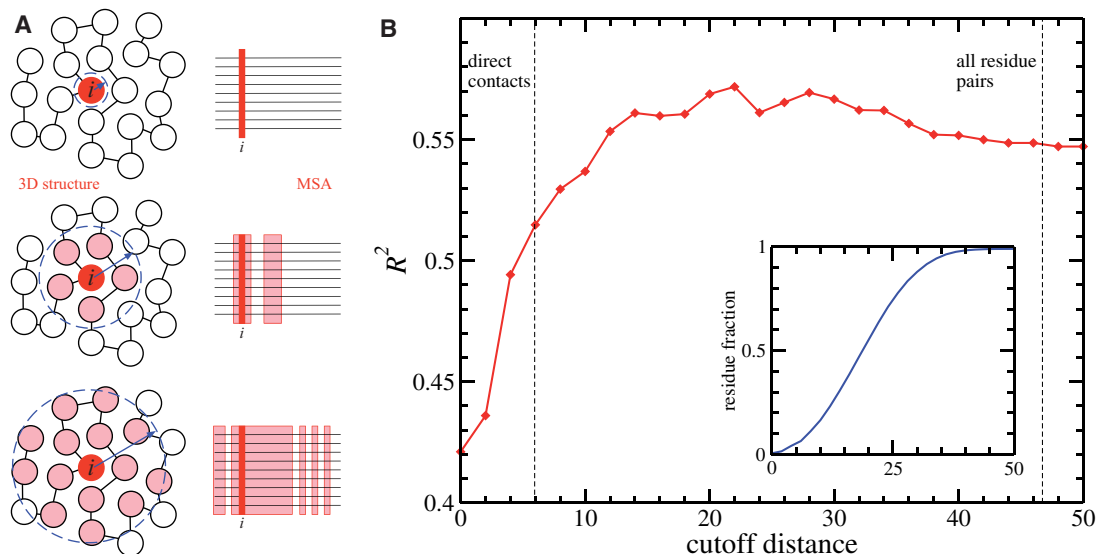 A
i
i
3D structure
MSA
i
i
i
i
B
direct
contacts
all residue
pairs
R²
0.55
0.5
0.45
0.4
0
10
20
30
40
50
cutoff distance
residue fraction
1
0.5
0
0
25
50